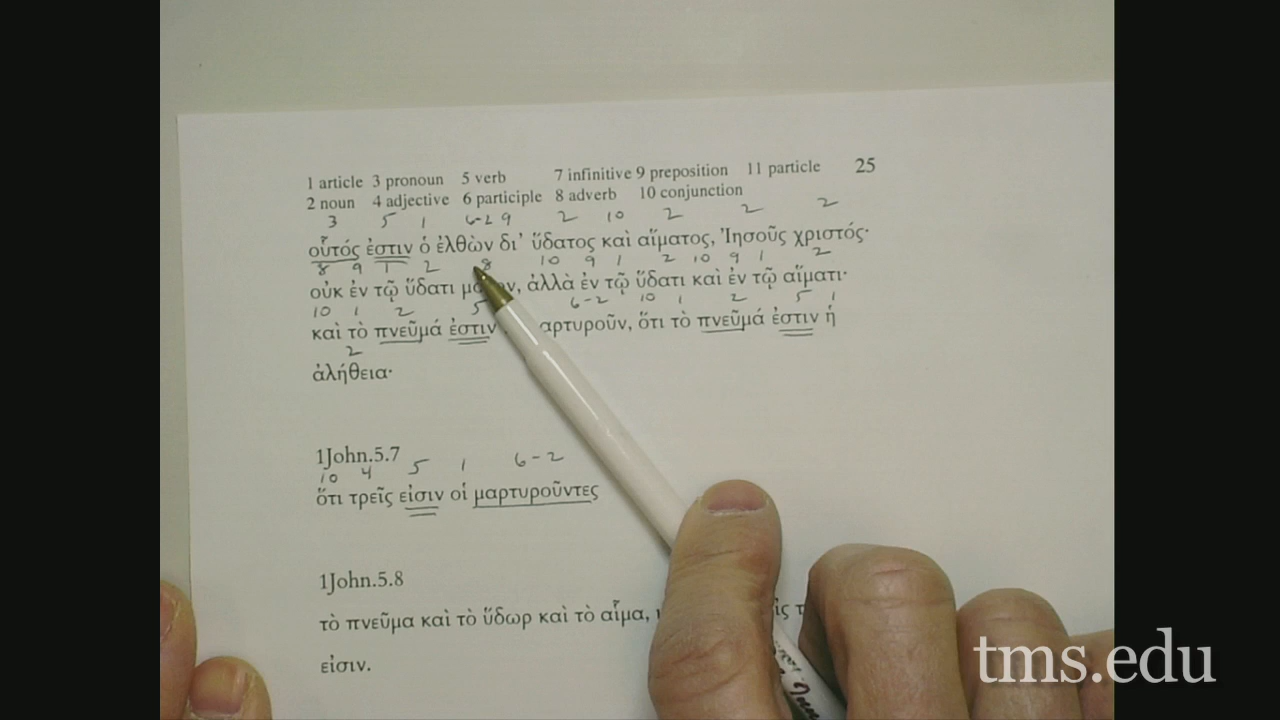 1 article 3 pronoun 5 verb 7 infinitive 9 preposition 11 particle 25
2 noun 4 adjective 6 participle 8 adverb 10 conjunction
3 5 1 6-2 9 2 10 2 2 2
οὗτός ἐστιν ὁ ἐλθὼν δι’ ὕδατος καὶ αἵματος, Ἰησοῦς χριστός·
8 9 1 2 8 10 9 1 2 10 9 1 2
οὐκ ἐν τῷ ὕδατι ἀλλὰ ἐν τῷ ὕδατι καὶ ἐν τῷ αἵματι·
10 1 2 5 6-2 10 1 2 5 1
καὶ τὸ πνεῦμά ἐστιν αρτυροῦν, ὅτι τὸ πνεῦμά ἐστιν ἡ
2
ἀλήθεια·
1John.5.7
10 4 5 1 6-2
ὅτι τρεῖς εἰσιν οἱ μαρτυροῦντες
1John.5.8
τὸ πνεῦμα καὶ τὸ ὕδωρ καὶ τὸ αἷμα,
εἰσιν.
tms.edu